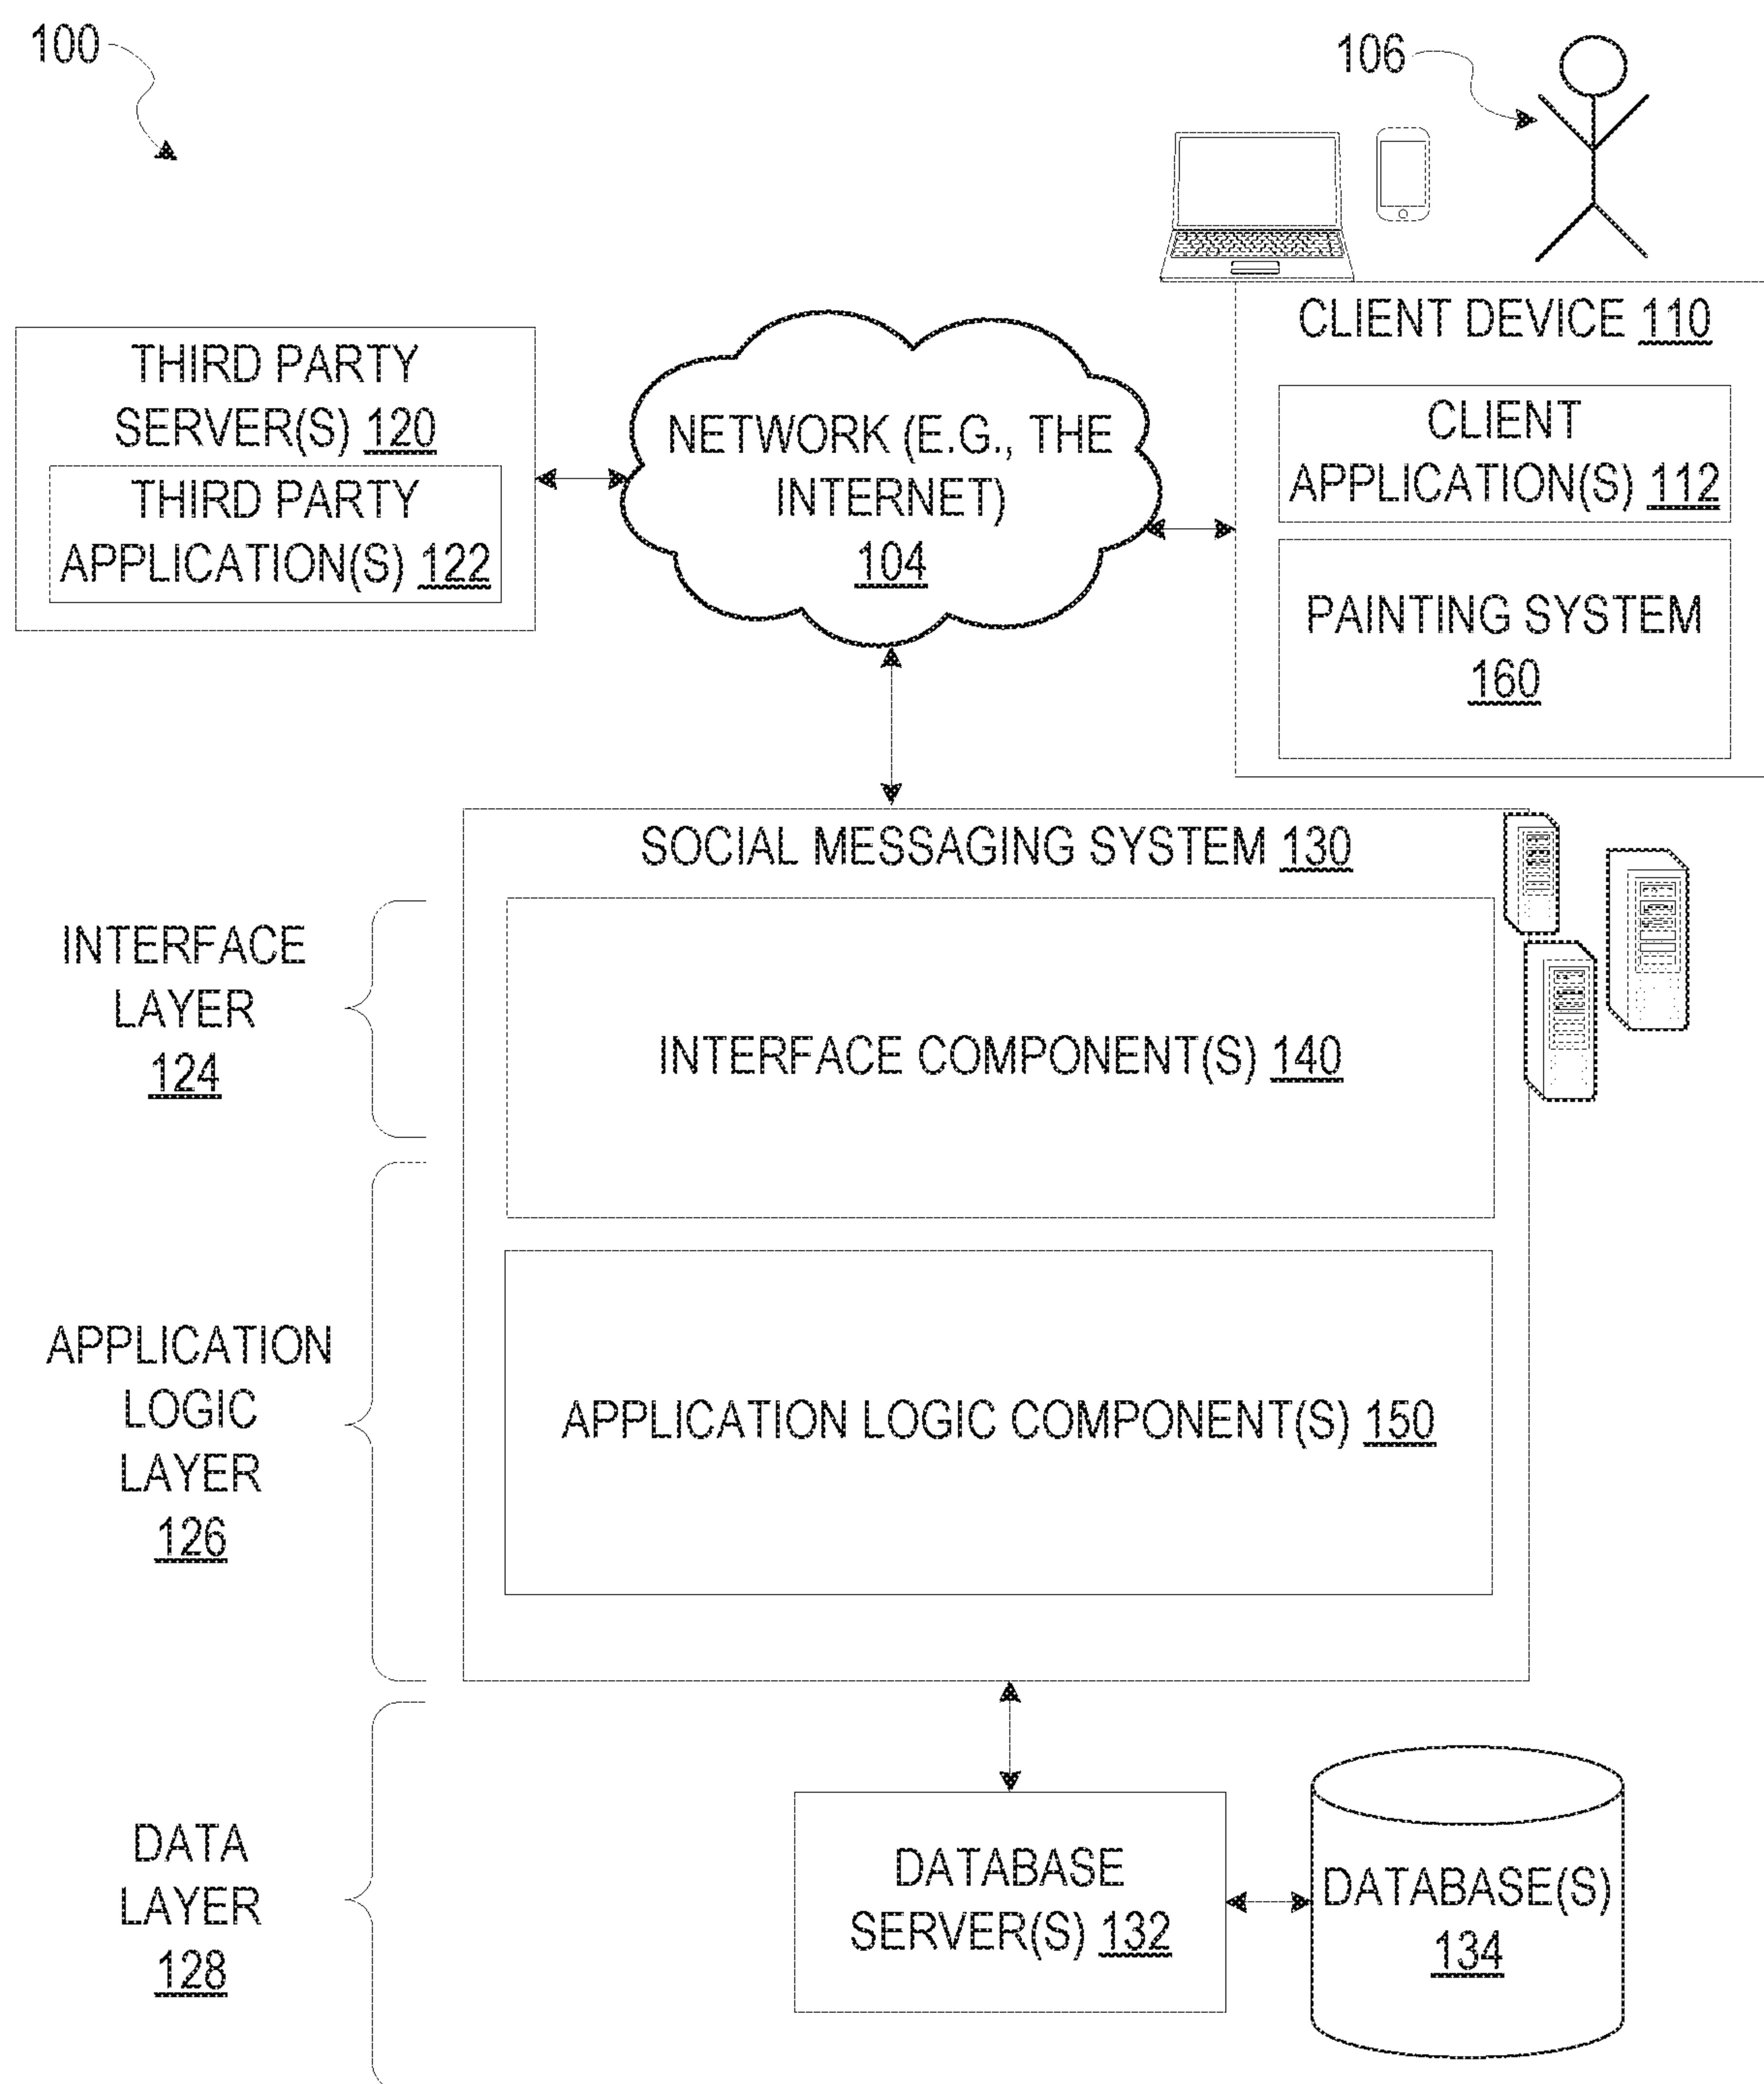 100
106
CLIENT DEVICE 110
CLIENT
APPLICATION(S) 112
PAINTING SYSTEM
160
THIRD PARTY
SERVER(S) 120
THIRD PARTY
APPLICATION(S) 122
NETWORK (E.G., THE
INTERNET)
104
SOCIAL MESSAGING SYSTEM 130
INTERFACE
LAYER
124
INTERFACE COMPONENT(S) 140
APPLICATION
LOGIC
LAYER
126
APPLICATION LOGIC COMPONENT(S) 150
DATA
LAYER
128
DATABASE
SERVER(S) 132
DATABASE(S)
134